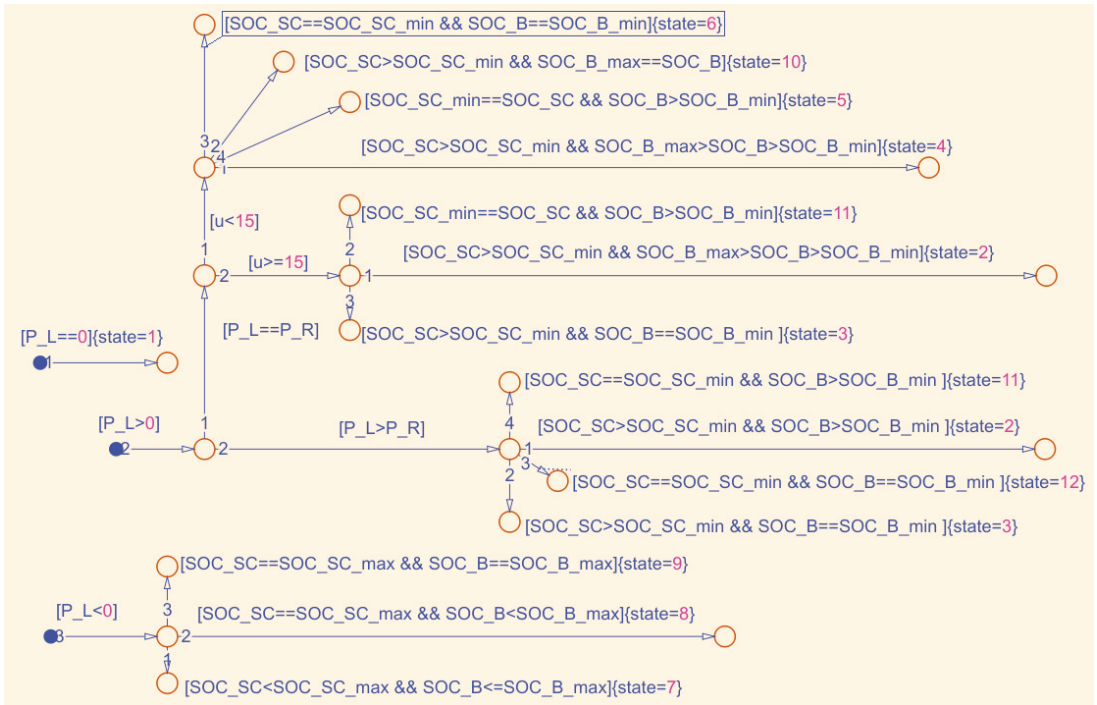 [SOC_SC==SOC_SC_min && SOC_B==SOC_B_min]{state=6}
[SOC_SC>SOC_SC_min && SOC_B_max==SOC_B]{state=10}
[SOC_SC_min==SOC_SC && SOC_B>SOC_B_min]{state=5}
3
2
4
[SOC_SC>SOC_SC_min && SOC_B_max>SOC_B>SOC_B_min]{state=4}
1
[u<15]
[SOC_SC_min==SOC_SC && SOC_B>SOC_B_min]{state=11}
1
2
[SOC_SC>SOC_SC_min && SOC_B_max>SOC_B>SOC_B_min]{state=2}
[u>=15]
2
1
3
[P_L==P_R]
[SOC_SC>SOC_SC_min && SOC_B==SOC_B_min ]{state=3}
[P_L==0]{state=1}
1
[SOC_SC==SOC_SC_min && SOC_B>SOC_B_min ]{state=11}
[P_L>0]
1
[P_L>P_R]
4
[SOC_SC>SOC_SC_min && SOC_B>SOC_B_min ]{state=2}
2
2
1
3
2
[SOC_SC==SOC_SC_min && SOC_B==SOC_B_min ]{state=12}
[SOC_SC>SOC_SC_min && SOC_B==SOC_B_min ]{state=3}
[SOC_SC==SOC_SC_max && SOC_B==SOC_B_max]{state=9}
[P_L<0]
3
[SOC_SC==SOC_SC_max && SOC_B<SOC_B_max]{state=8}
3
2
1
[SOC_SC<SOC_SC_max && SOC_B<=SOC_B_max]{state=7}